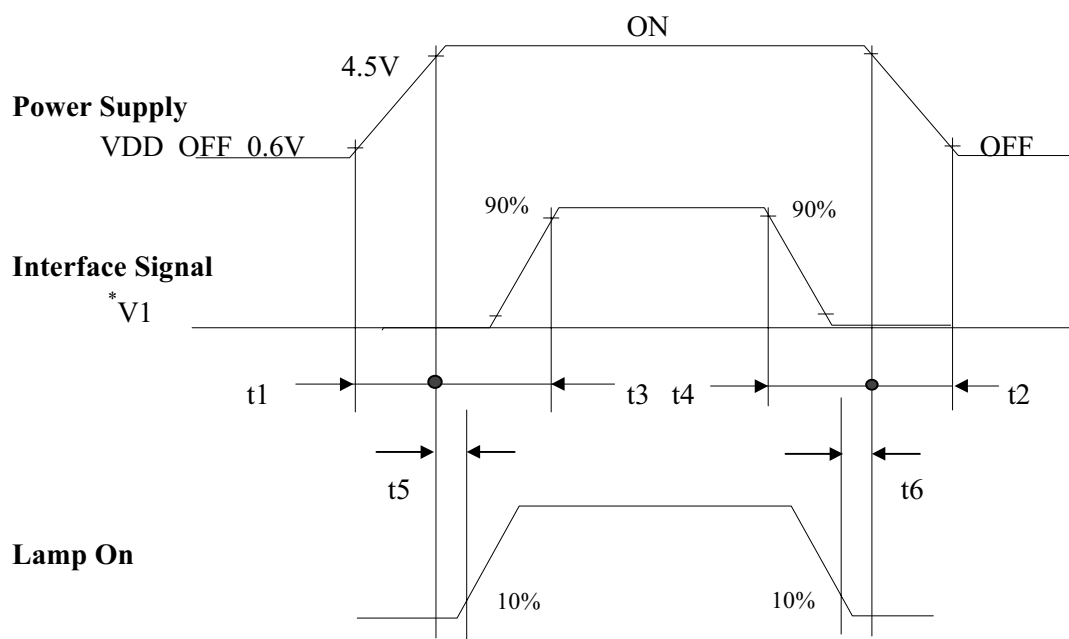 ON
4.5V
Power Supply
VDD OFF 0.6V
OFF
90%
90%
Interface Signal
*V1
t1
t3
t4
t2
t5
t6
Lamp On
10%
10%